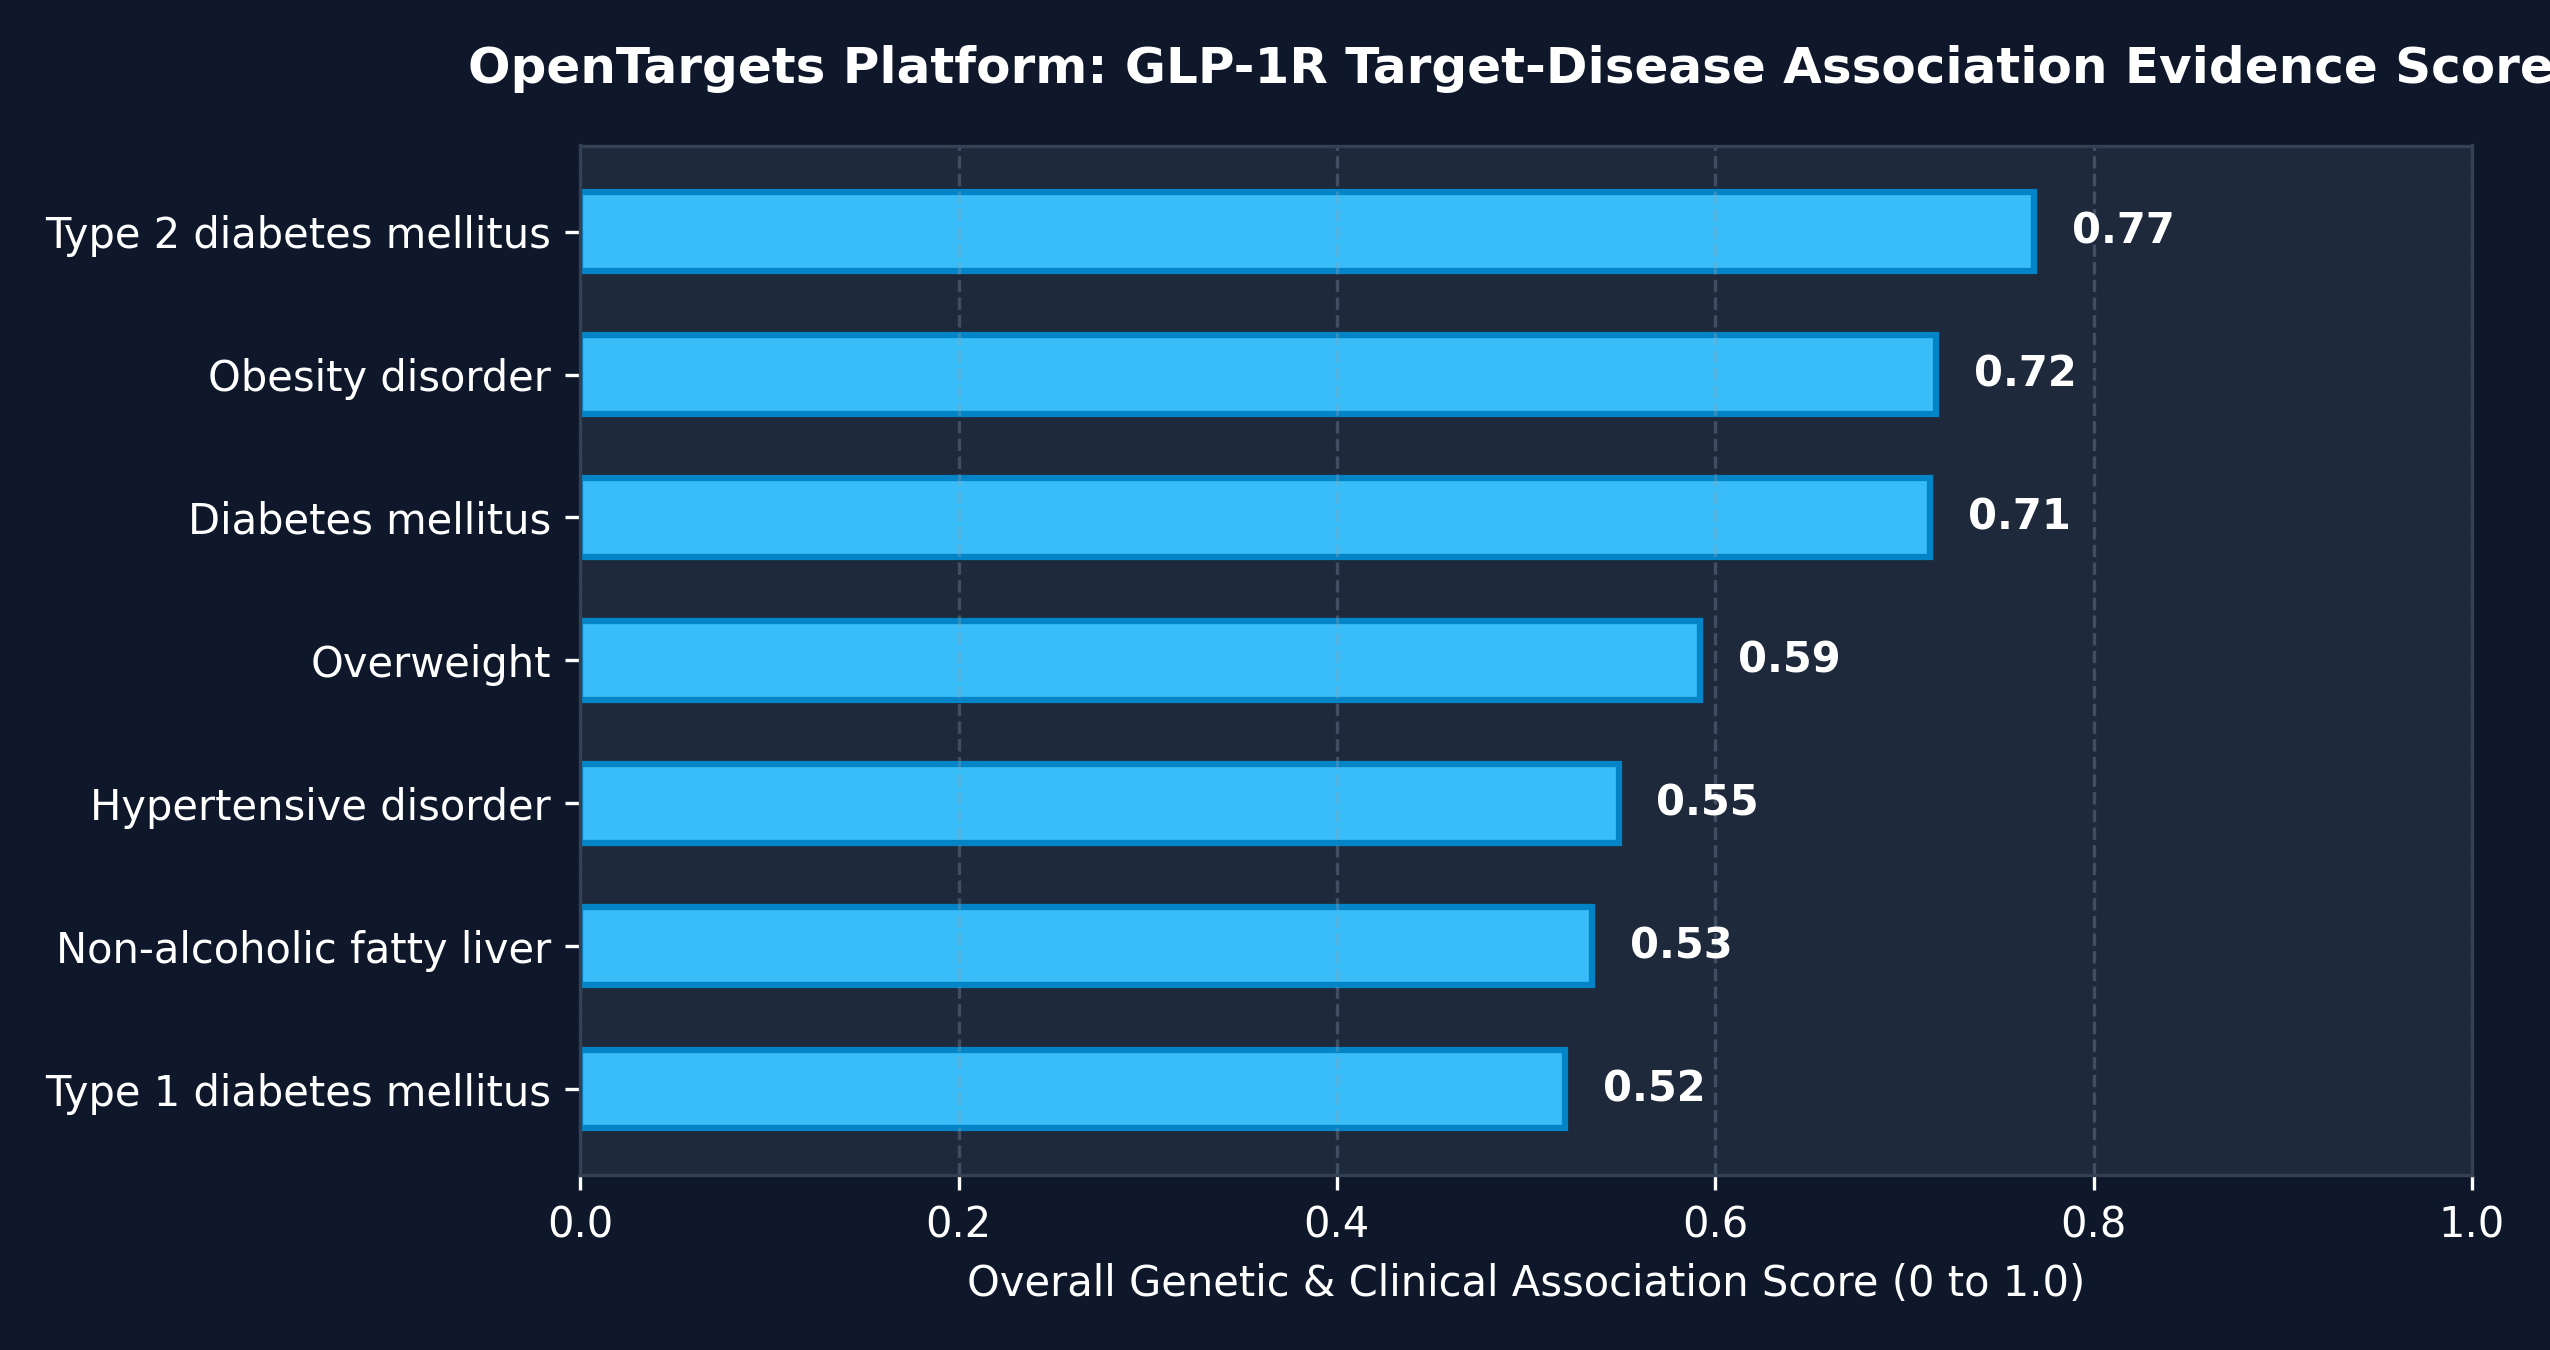 OpenTargets Platform: GLP-1R Target-Disease Association Evidence Score
Type 2 diabetes mellitus
0.77
Obesity disorder
0.72
Diabetes mellitus
0.71
Overweight
0.59
Hypertensive disorder
0.55
Non-alcoholic fatty liver
0.53
Type 1 diabetes mellitus
0.52
0.0 0.2 0.4 0.6 0.8 1.0
Overall Genetic & Clinical Association Score (0 to 1.0)